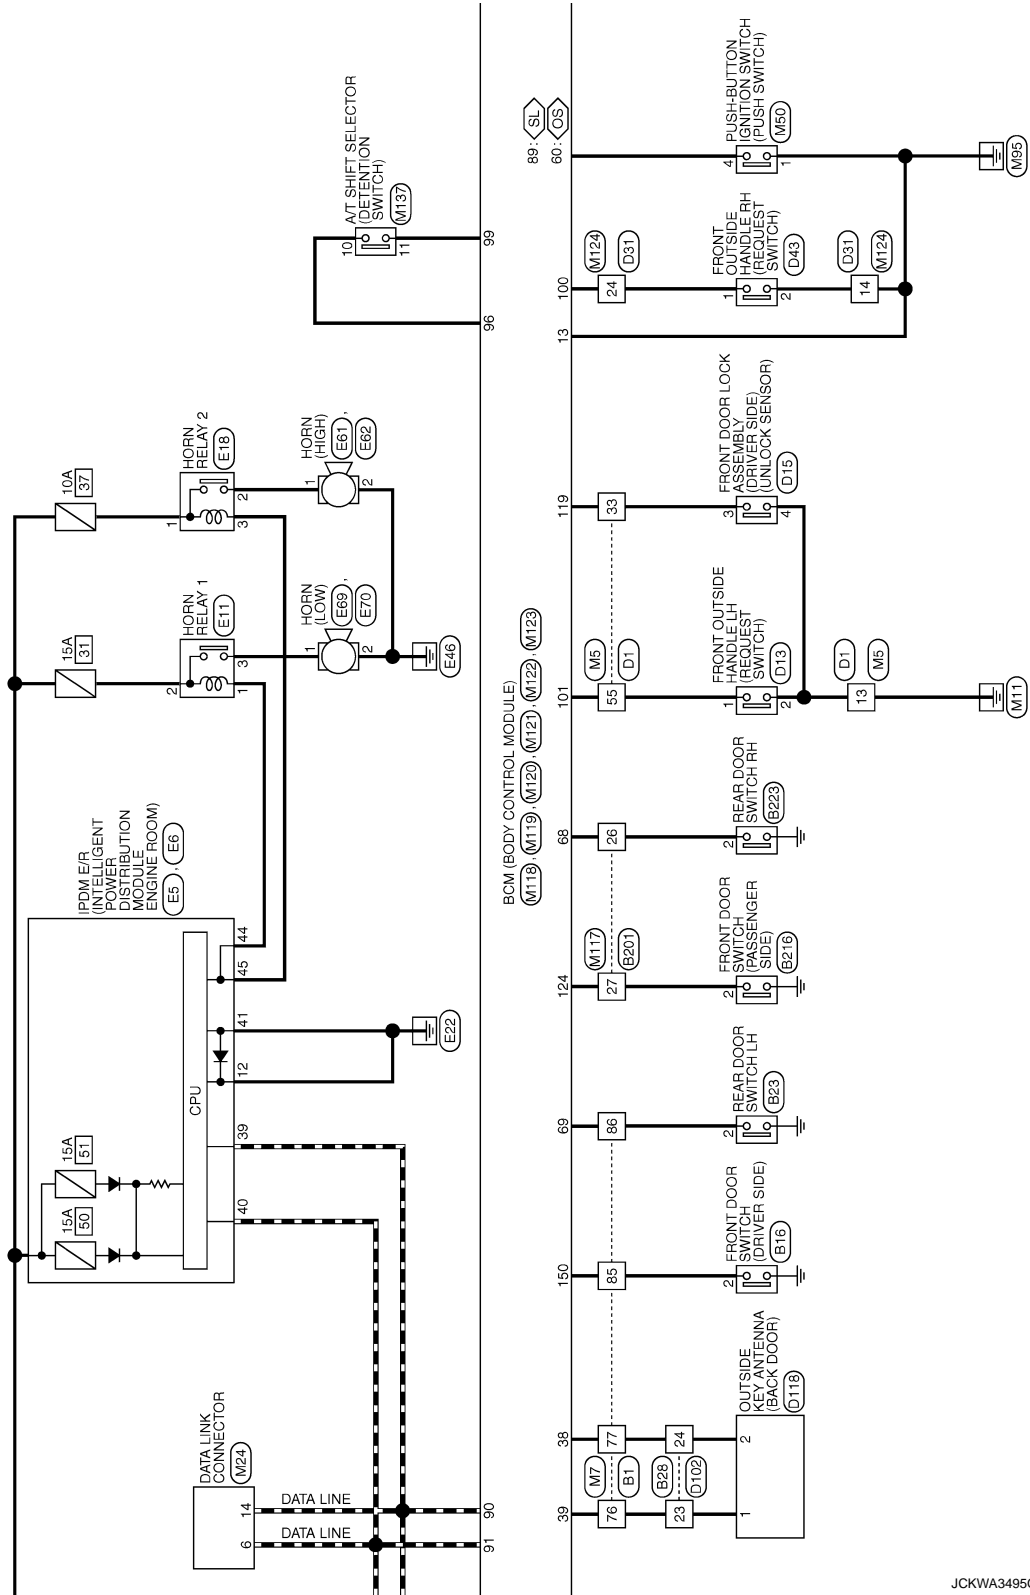 DATA LINK
CONNECTOR
M24
6
14
DATA LINE
DATA LINE
91
90
IPDM E/R
(INTELLIGENT
POWER
DISTRIBUTION
MODULE
ENGINE ROOM)
E5 , E6
15A
50
15A
51
CPU
40
39
12
41
45
44
E22
15A
31
HORN
RELAY 1
E11
2
1
3
HORN
(LOW)
E69 ,
E70
1
2
E46
10A
37
HORN
RELAY 2
E18
1
3
2
HORN
(HIGH)
E61 ,
E62
1
2
A/T SHIFT SELECTOR
(DETENTION
SWITCH)
M137
10
11
96
99
BCM (BODY CONTROL MODULE)
M118 , M119 , M120 , M121 , M122 , M123
89: SL
60: OS
39
38
150
69
124
68
101
119
13
100
76
77
M7
B1
23
24
B28
D102
1
2
OUTSIDE
KEY ANTENNA
(BACK DOOR)
D118
85
2
FRONT DOOR
SWITCH
(DRIVER SIDE)
B16
86
2
REAR DOOR
SWITCH LH
B23
27
M117
B201
2
FRONT DOOR
SWITCH
(PASSENGER
SIDE)
B216
26
2
REAR DOOR
SWITCH RH
B223
55
M5
D1
1
2
FRONT OUTSIDE
HANDLE LH
(REQUEST
SWITCH)
D13
13
D1
M5
M11
33
3
4
FRONT DOOR LOCK
ASSEMBLY
(DRIVER SIDE)
(UNLOCK SENSOR)
D15
24
M124
D31
1
2
FRONT
OUTSIDE
HANDLE RH
(REQUEST
SWITCH)
D43
14
D31
M124
4
1
PUSH-BUTTON
IGNITION SWITCH
(PUSH SWITCH)
M50
M95